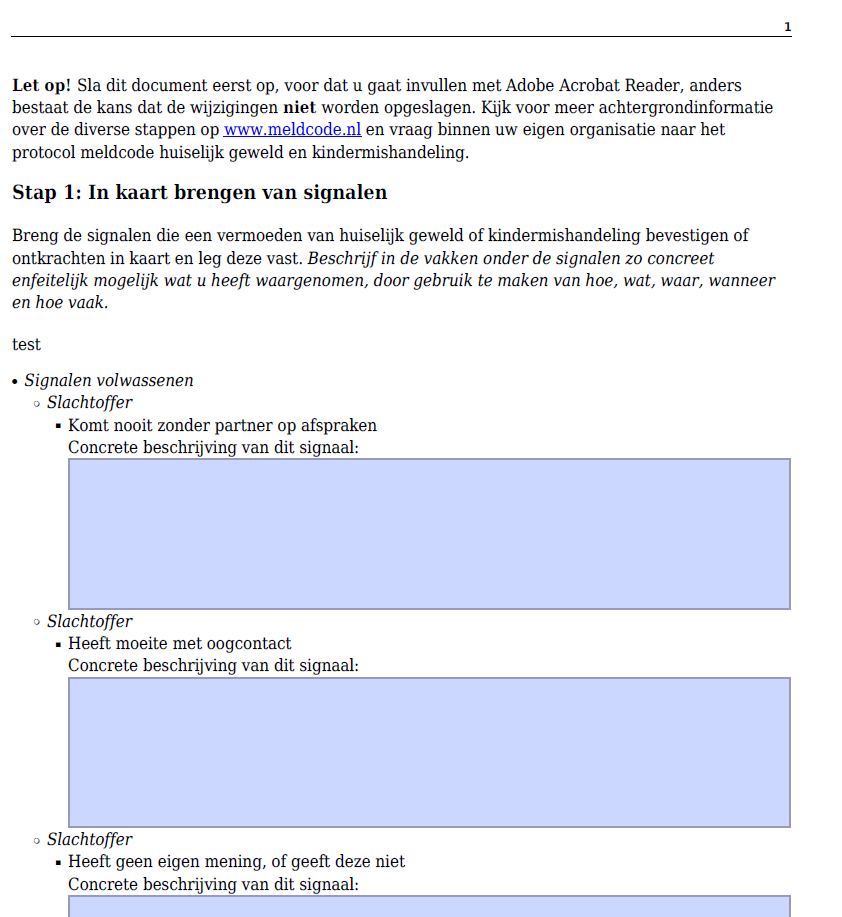 1
Let op! Sla dit document eerst op, voor dat u gaat invullen met Adobe Acrobat Reader, anders
bestaat de kans dat de wijzigingen niet worden opgeslagen. Kijk voor meer achtergrondinformatie
over de diverse stappen op www.meldcode.nl en vraag binnen uw eigen organisatie naar het
protocol meldcode huiselijk geweld en kindermishandeling.
Stap 1: In kaart brengen van signalen
Breng de signalen die een vermoeden van huiselijk geweld of kindermishandeling bevestigen of
ontkrachten in kaart en leg deze vast. Beschrijf in de vakken onder de signalen zo concreet
enfeitelijk mogelijk wat u heeft waargenomen, door gebruik te maken van hoe, wat, waar, wanneer
en hoe vaak.
test
• Signalen volwassenen
○ Slachtoffer
▪ Komt nooit zonder partner op afspraken
Concrete beschrijving van dit signaal:
○ Slachtoffer
▪ Heeft moeite met oogcontact
Concrete beschrijving van dit signaal:
○ Slachtoffer
▪ Heeft geen eigen mening, of geeft deze niet
Concrete beschrijving van dit signaal: